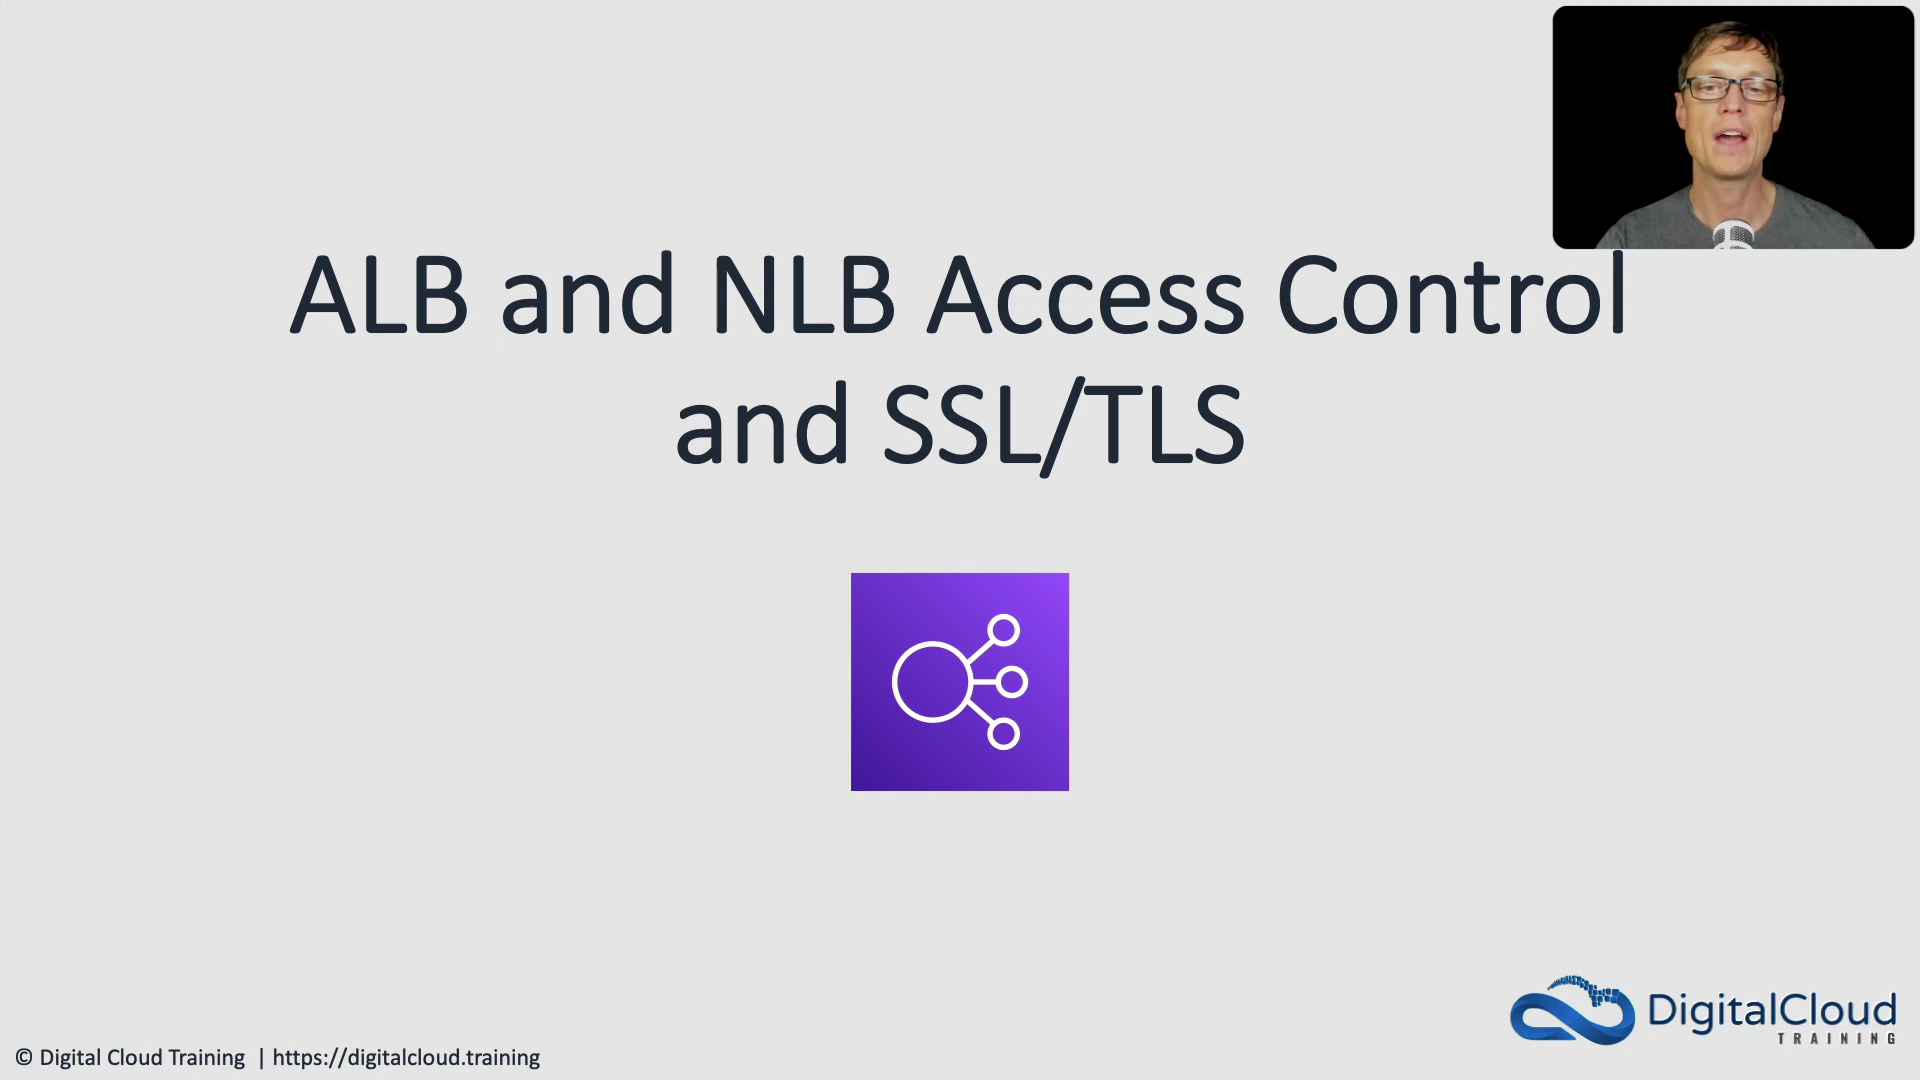 ALB and NLB Access Control
and SSL/TLS
DigitalCloud
TRAINING
© Digital Cloud Training | https://digitalcloud.training